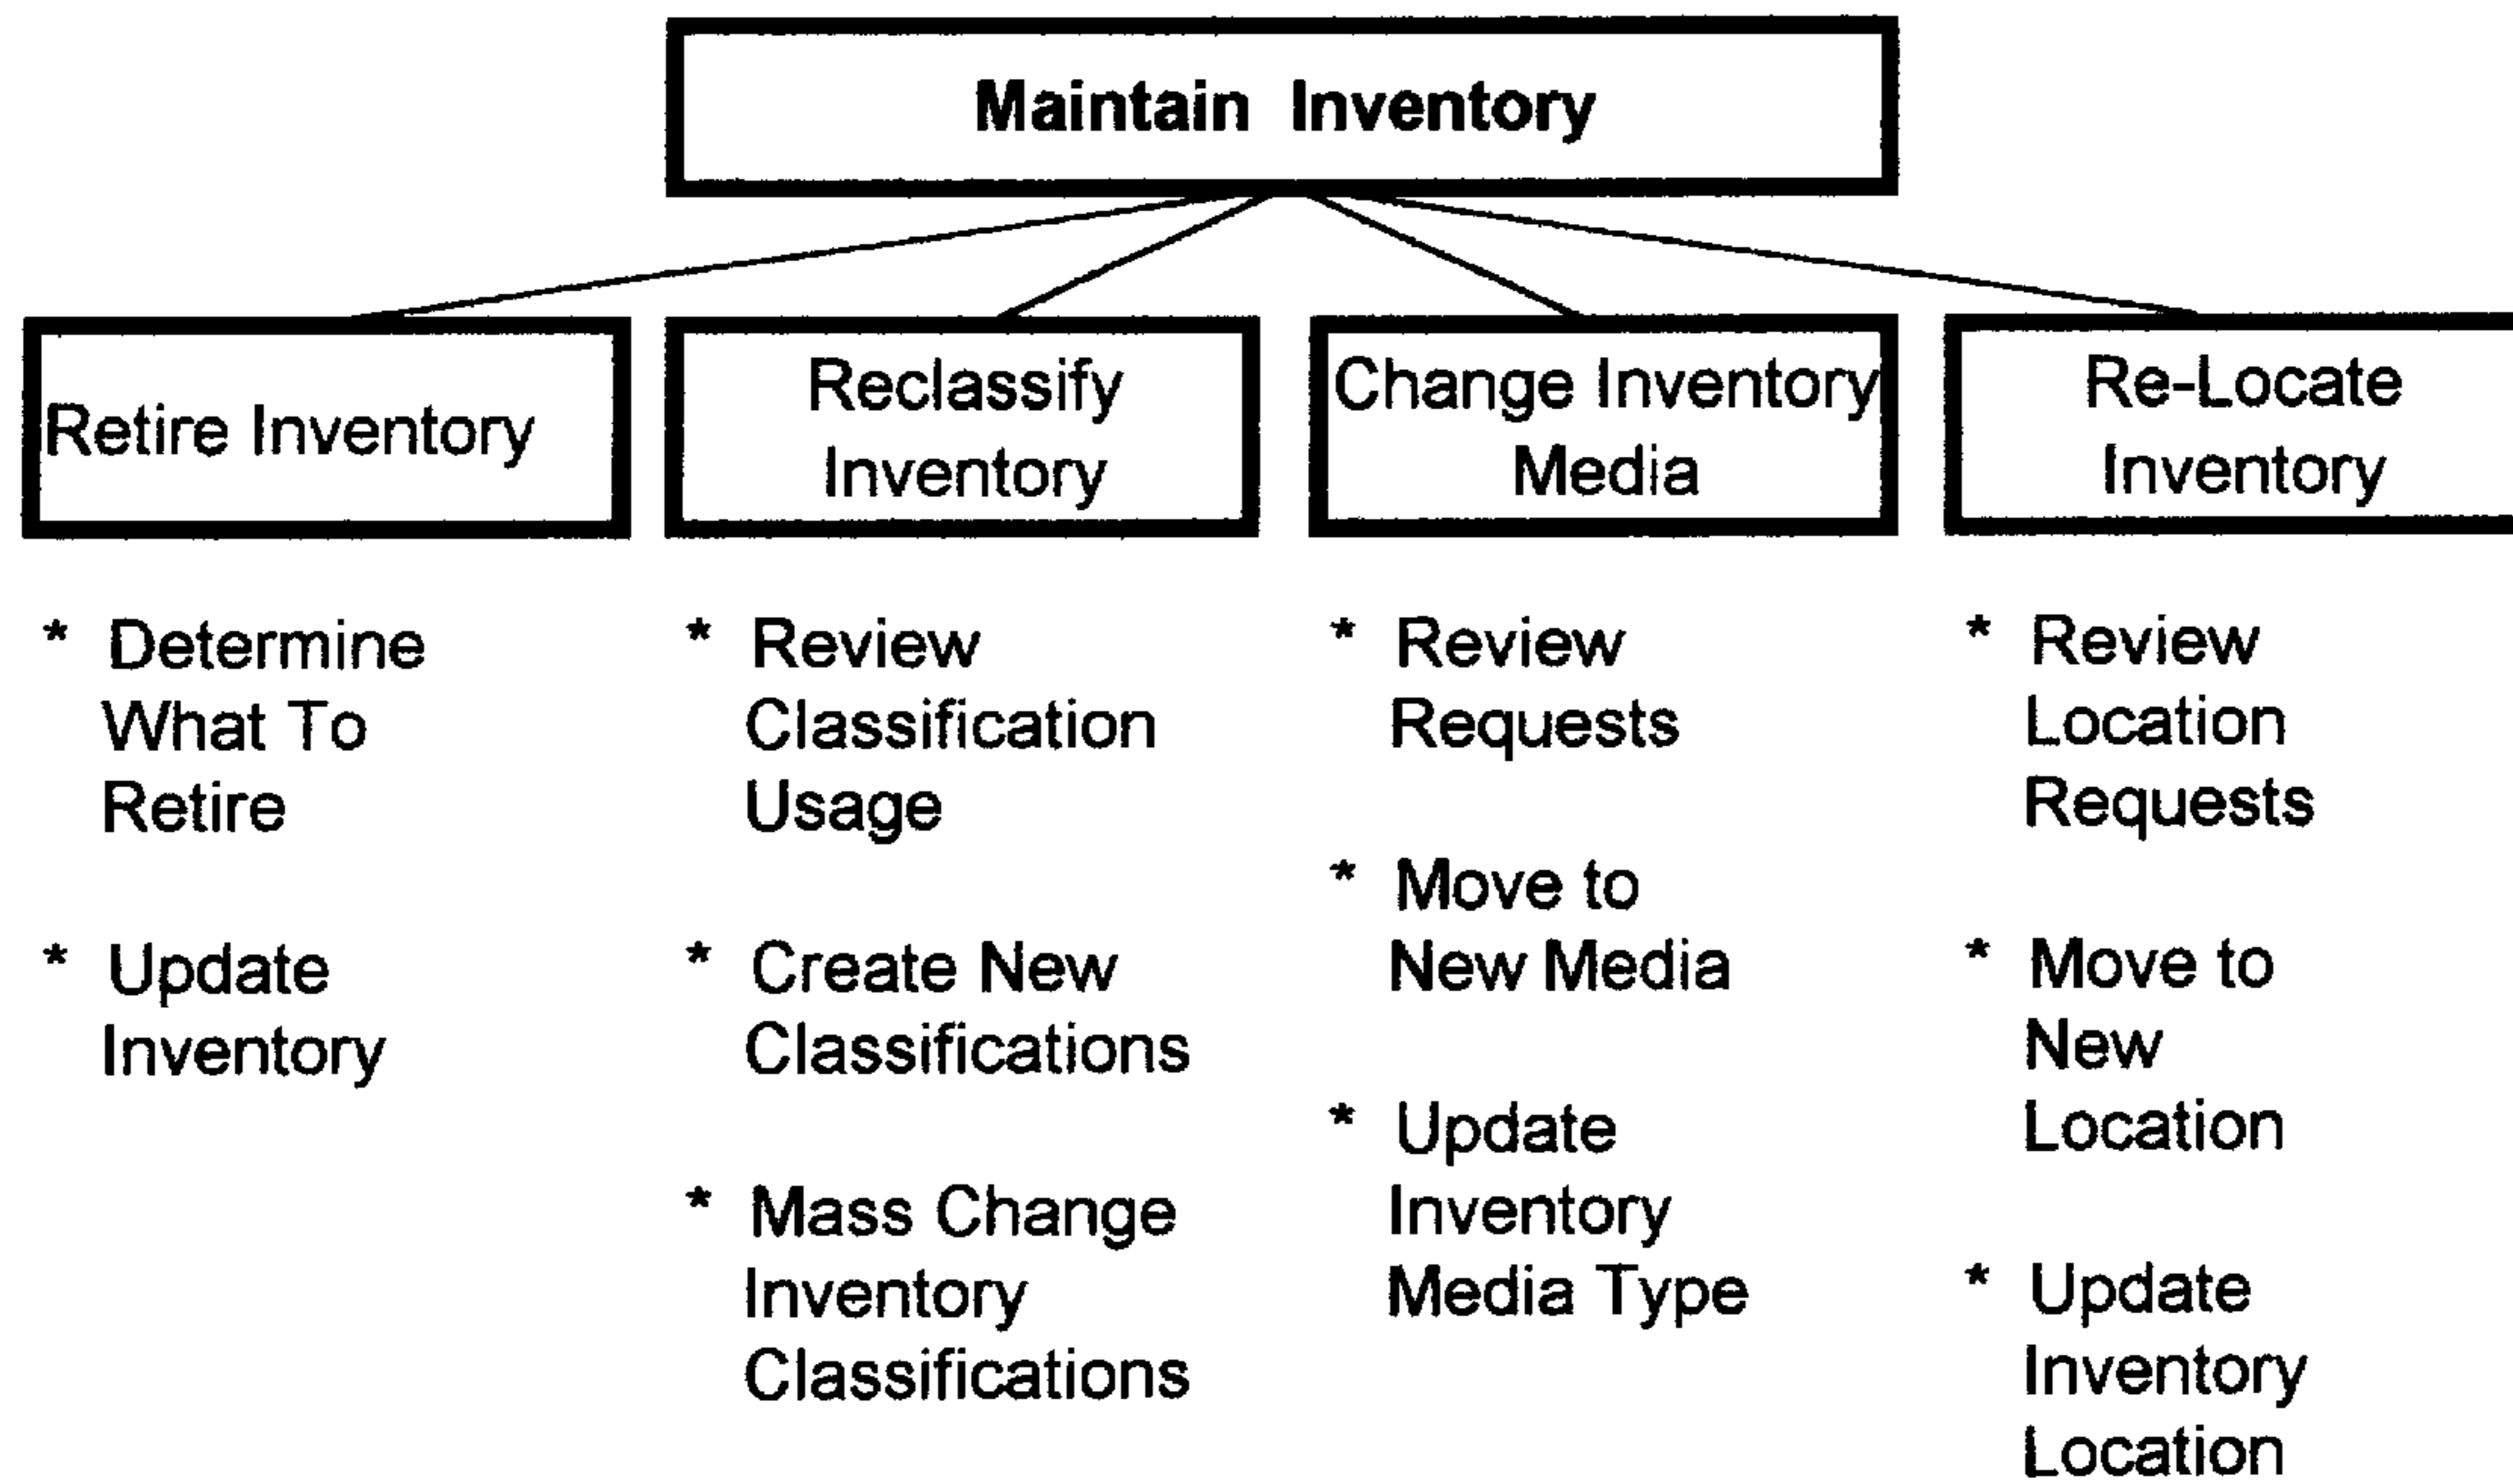 Maintain Inventory
Retire Inventory
Reclassify
Inventory
Change Inventory
Media
Re-Locate
Inventory
* Determine
What To
Retire
* Update
Inventory
* Review
Classification
Usage
* Create New
Classifications
* Mass Change
Inventory
Classifications
* Review
Requests
* Move to
New Media
* Update
Inventory
Media Type
* Review
Location
Requests
* Move to
New
Location
* Update
Inventory
Location